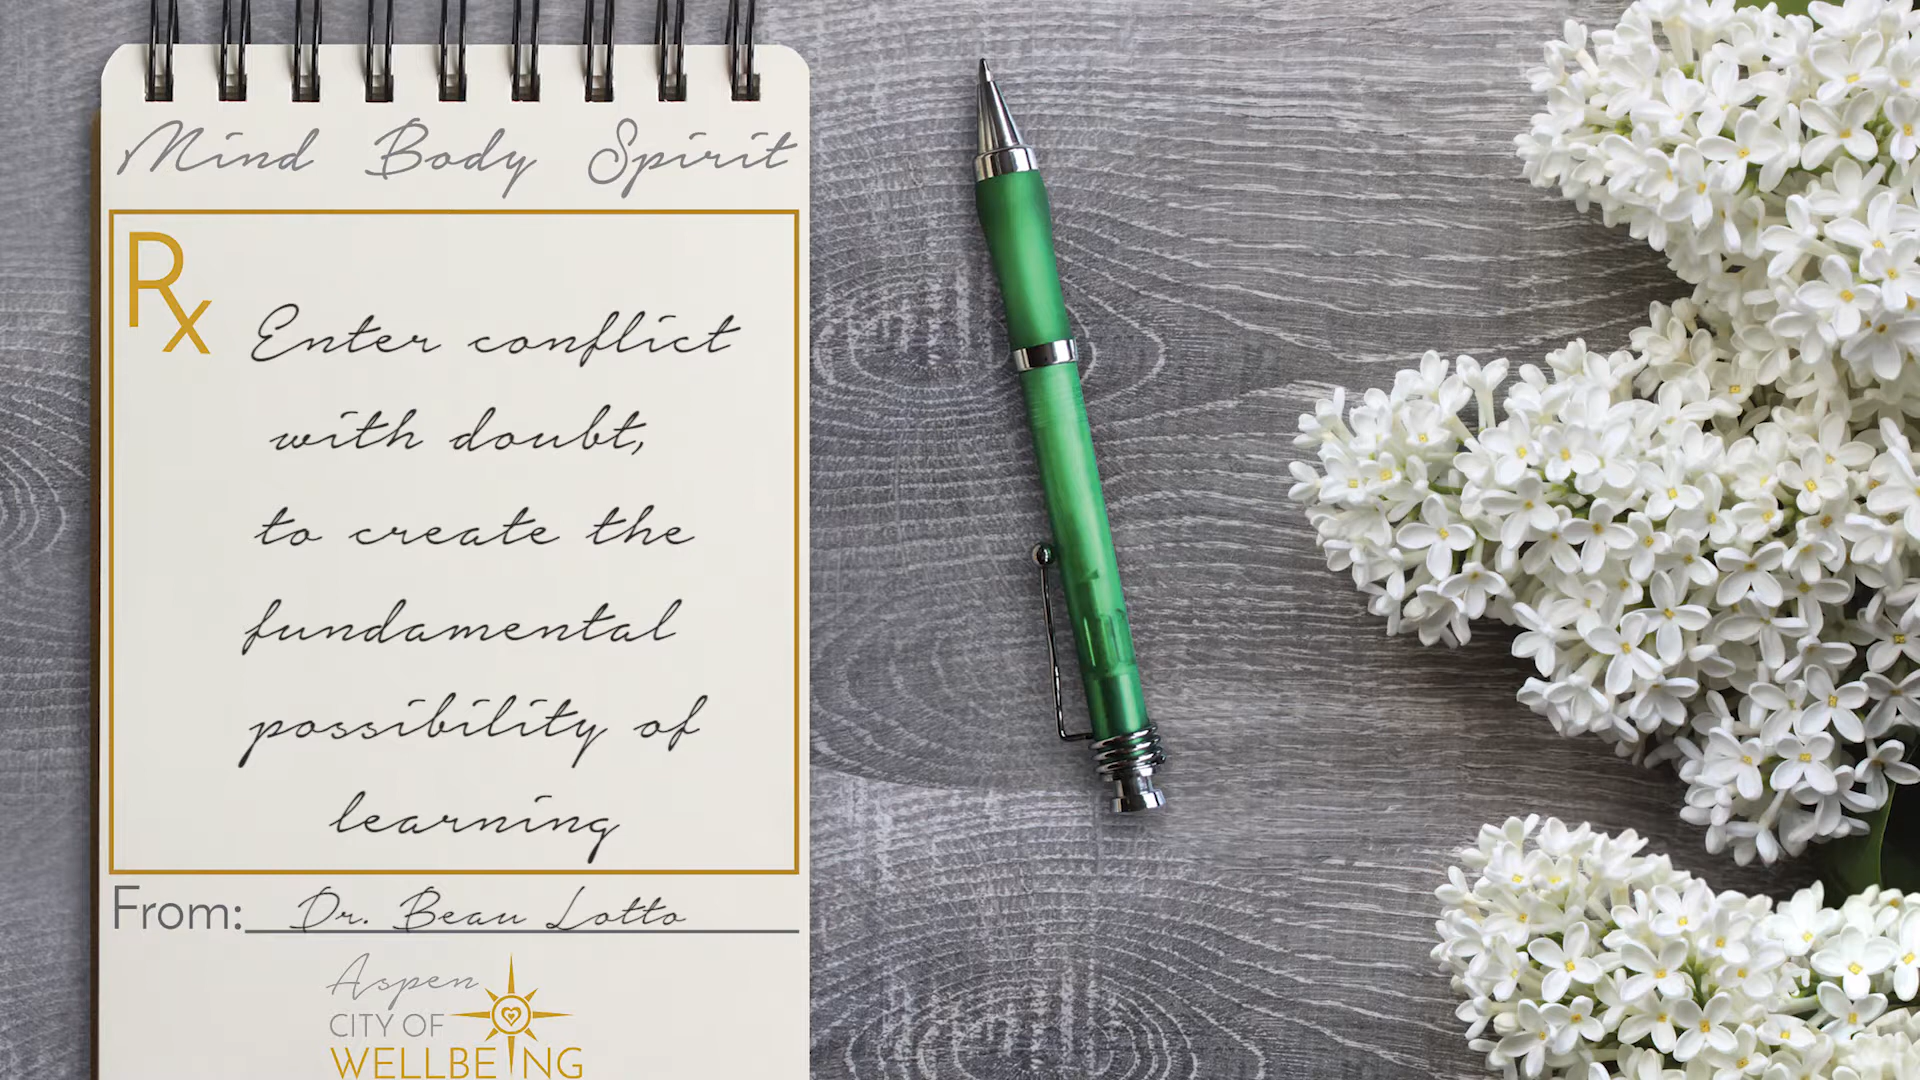 Mind Body Spirit
Rx
Enter conflict
with doubt,
to create the
fundamental
possibility of
learning
From: Dr. Beau Lotto
Aspen
CITY OF
WELLBEING